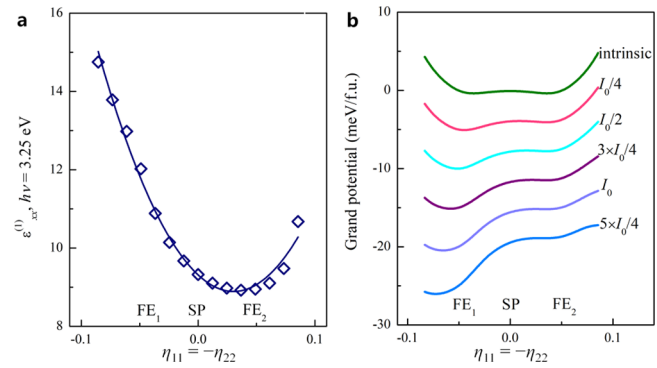 a
16
14
12
10
8
ε(1)xx, hν = 3.25 eV
FE1 SP FE2
-0.1 0.0 0.1
η11 = −η22
b
10
0
-10
-20
-30
Grand potential (meV/f.u.)
intrinsic
I0/4
I0/2
3×I0/4
I0
5×I0/4
FE1 SP FE2
-0.1 0.0 0.1
η11 = −η22